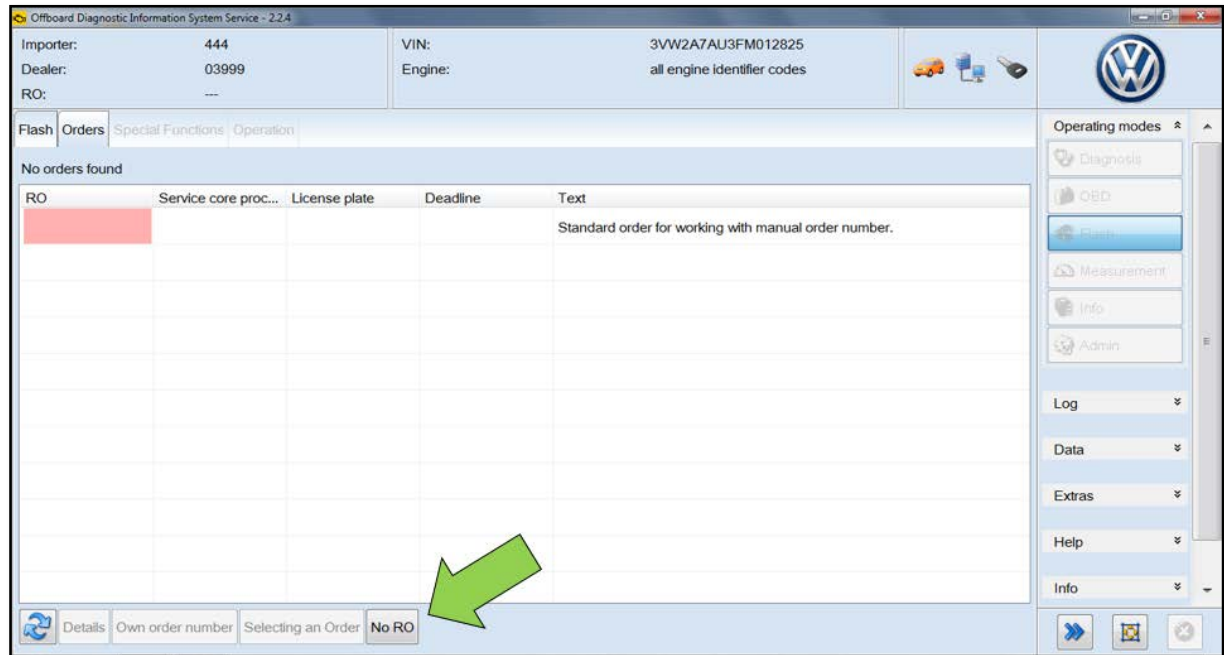 Offboard Diagnostic Information System Service - 2.2.4
Importer: 444 VIN: 3VW2A7AU3FM012825
Dealer: 03999 Engine: all engine identifier codes
RO: ---
Flash Orders Special Functions Operation
No orders found
RO Service core proc... License plate Deadline Text
Standard order for working with manual order number.
Details Own order number Selecting an Order No RO
Operating modes
Diagnosis
OBD
Flash
Measurement
Info
Admin
Log
Data
Extras
Help
Info